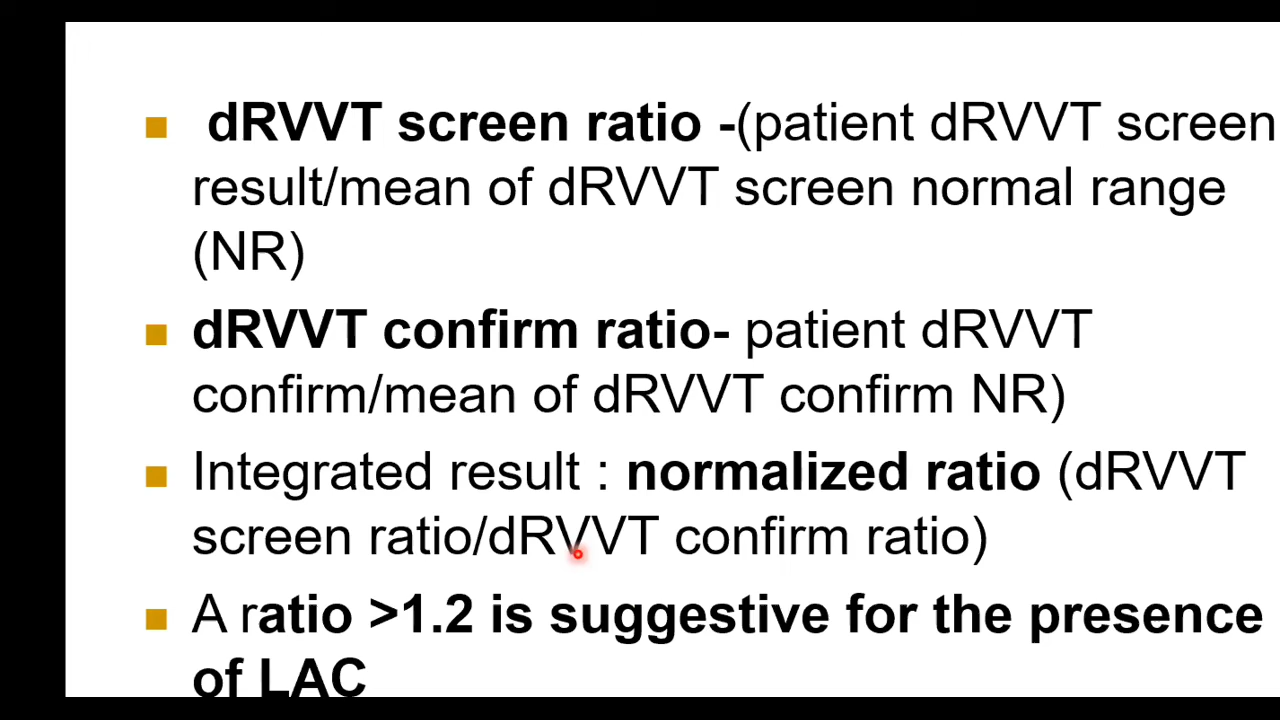 dRVVT screen ratio -(patient dRVVT screen
result/mean of dRVVT screen normal range
(NR)
dRVVT confirm ratio- patient dRVVT
confirm/mean of dRVVT confirm NR)
Integrated result : normalized ratio (dRVVT
screen ratio/dRVVT confirm ratio)
A ratio >1.2 is suggestive for the presence
of LAC